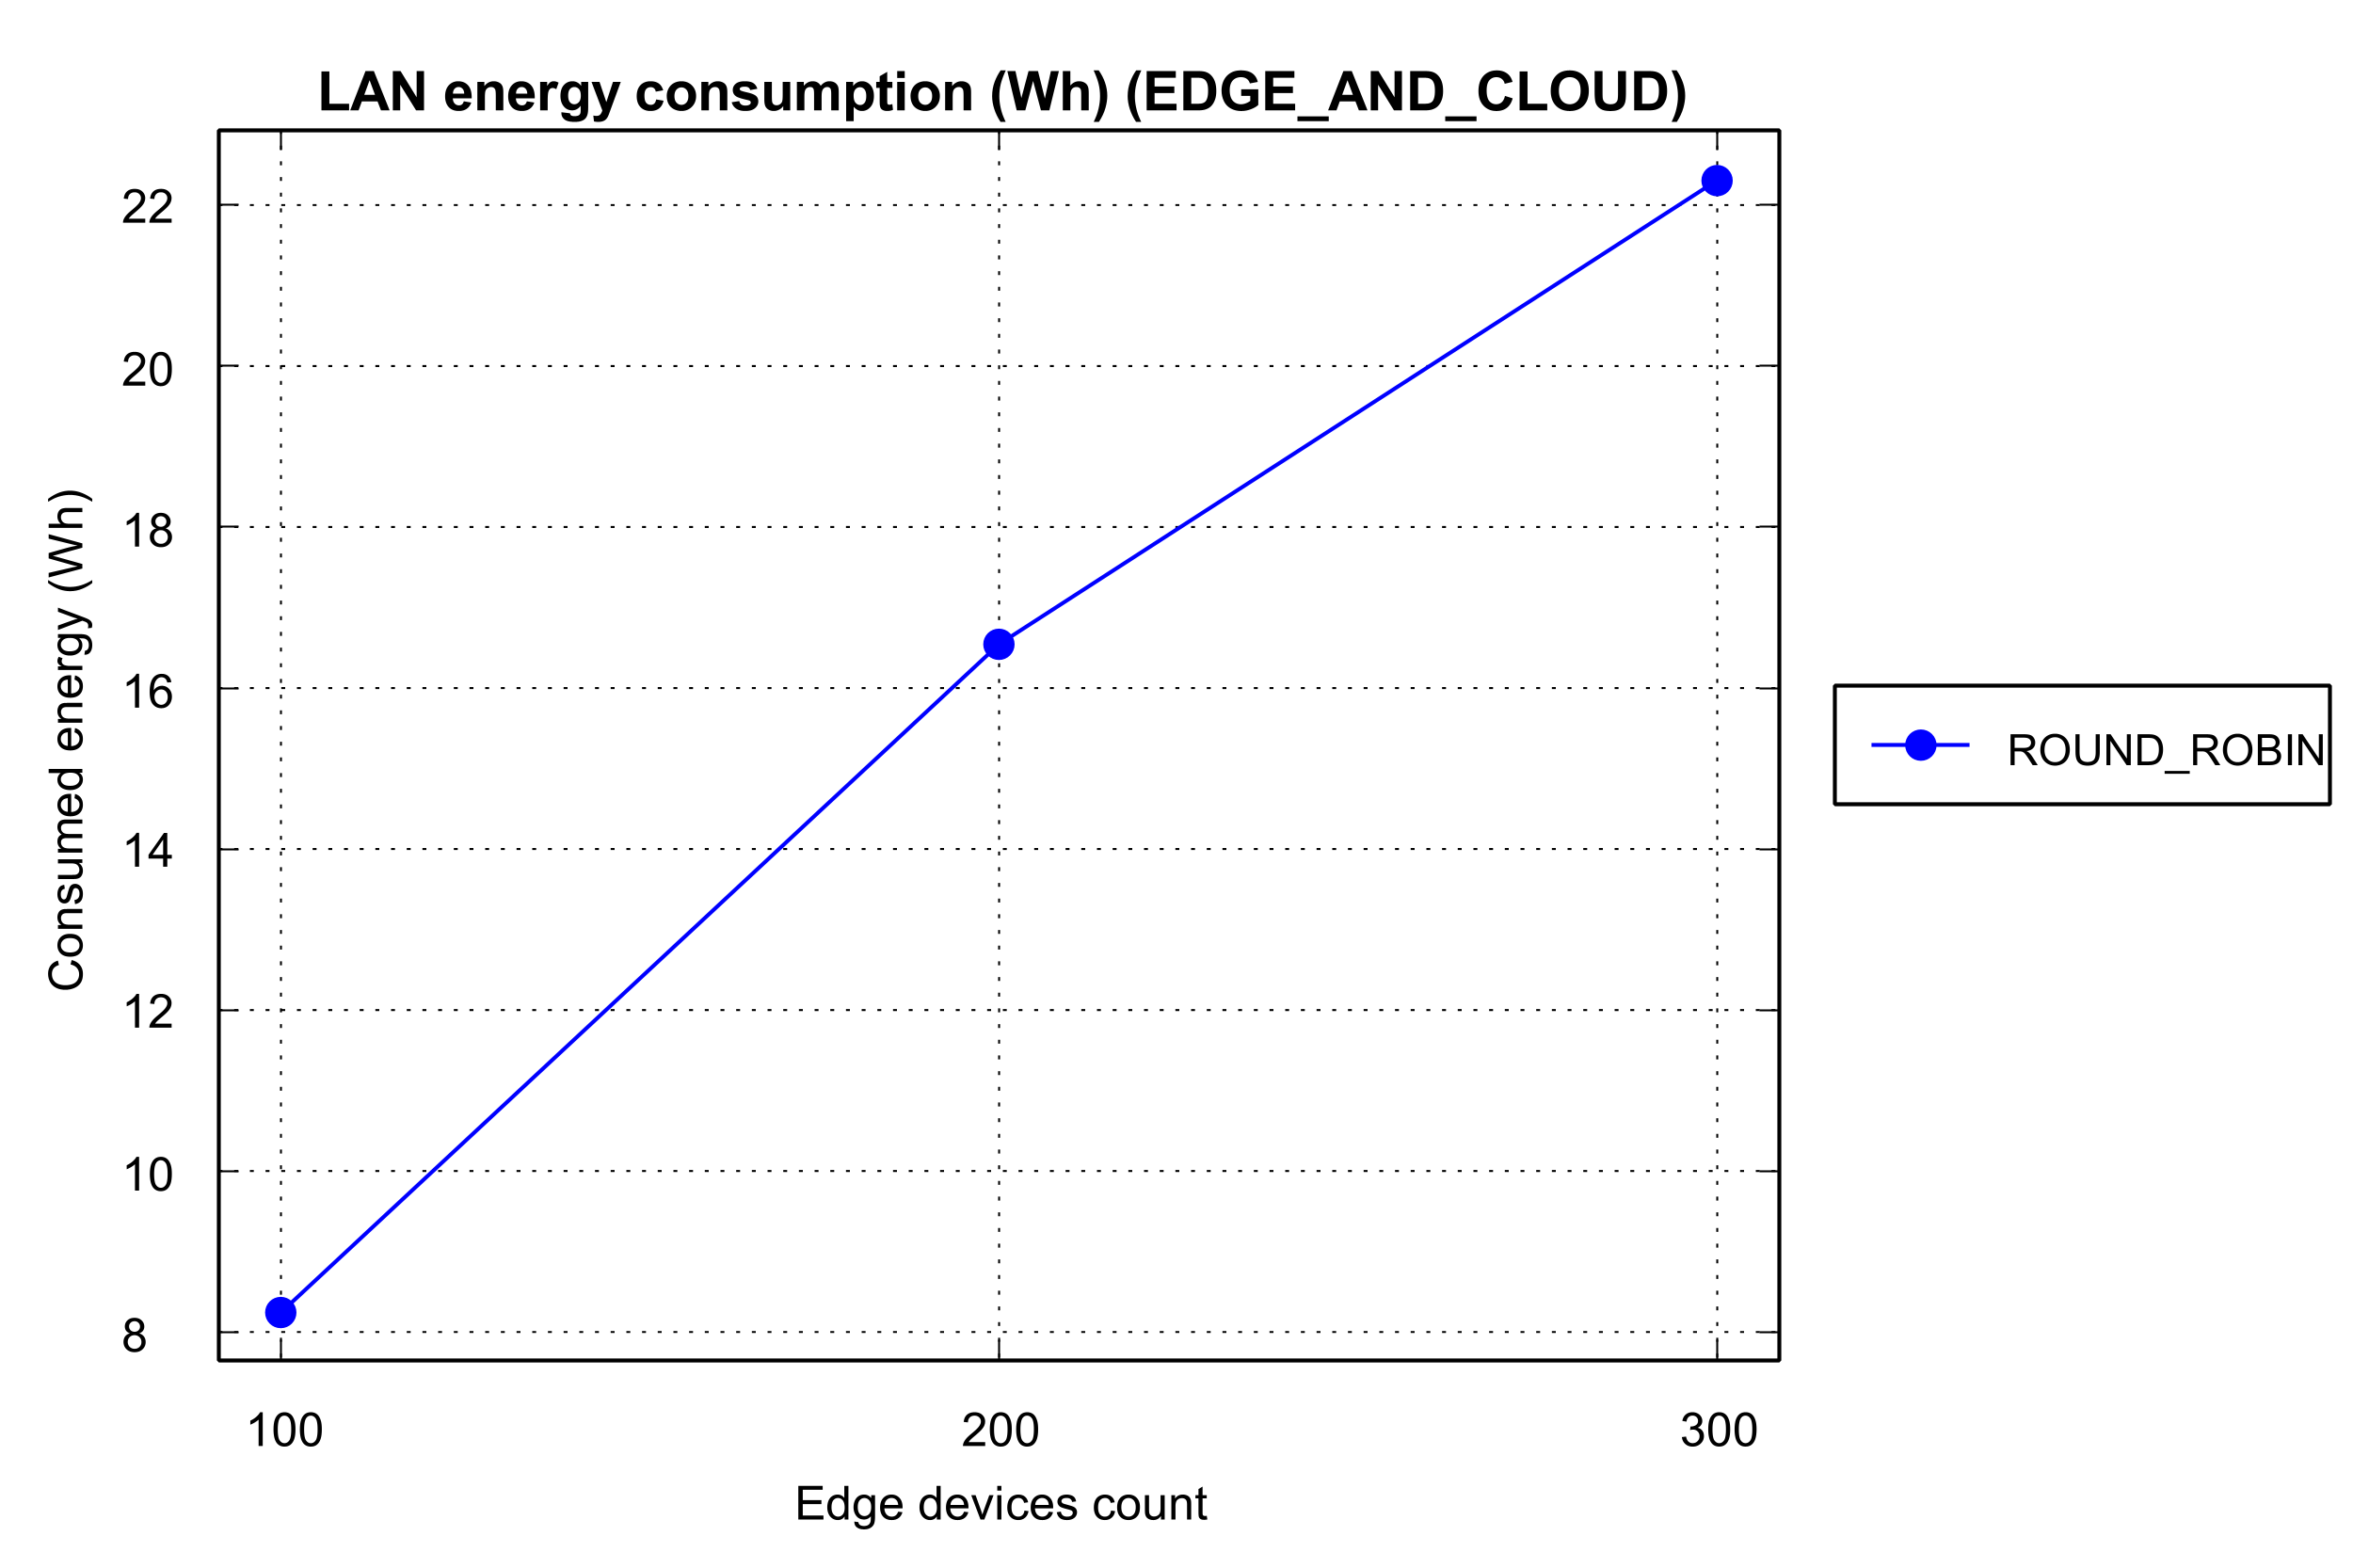 LAN energy consumption (Wh) (EDGE_AND_CLOUD)
22
20
18
16
14
12
10
8
Consumed energy (Wh)
100 200 300
Edge devices count
ROUND_ROBIN